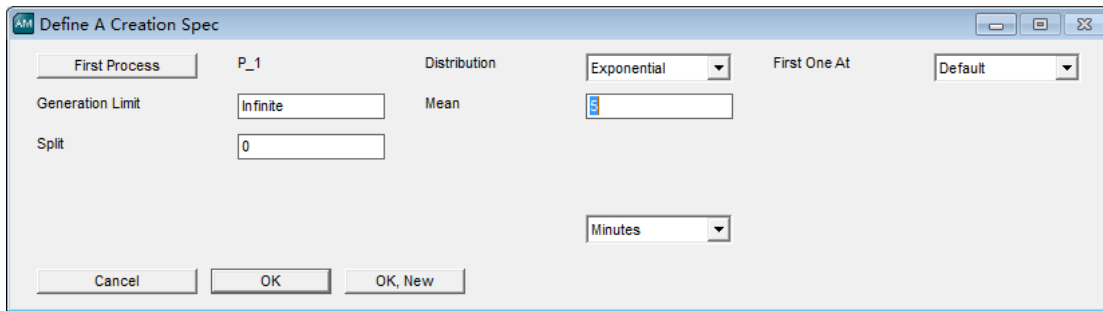 AM Define A Creation Spec
First Process P_1 Distribution Exponential First One At Default
Generation Limit Infinite Mean 5
Split 0
Minutes
Cancel OK OK, New